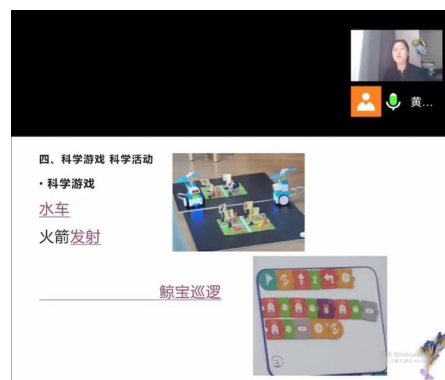 黄...
四、科学游戏 科学活动
• 科学游戏
水车
火箭发射
鲸宝巡逻